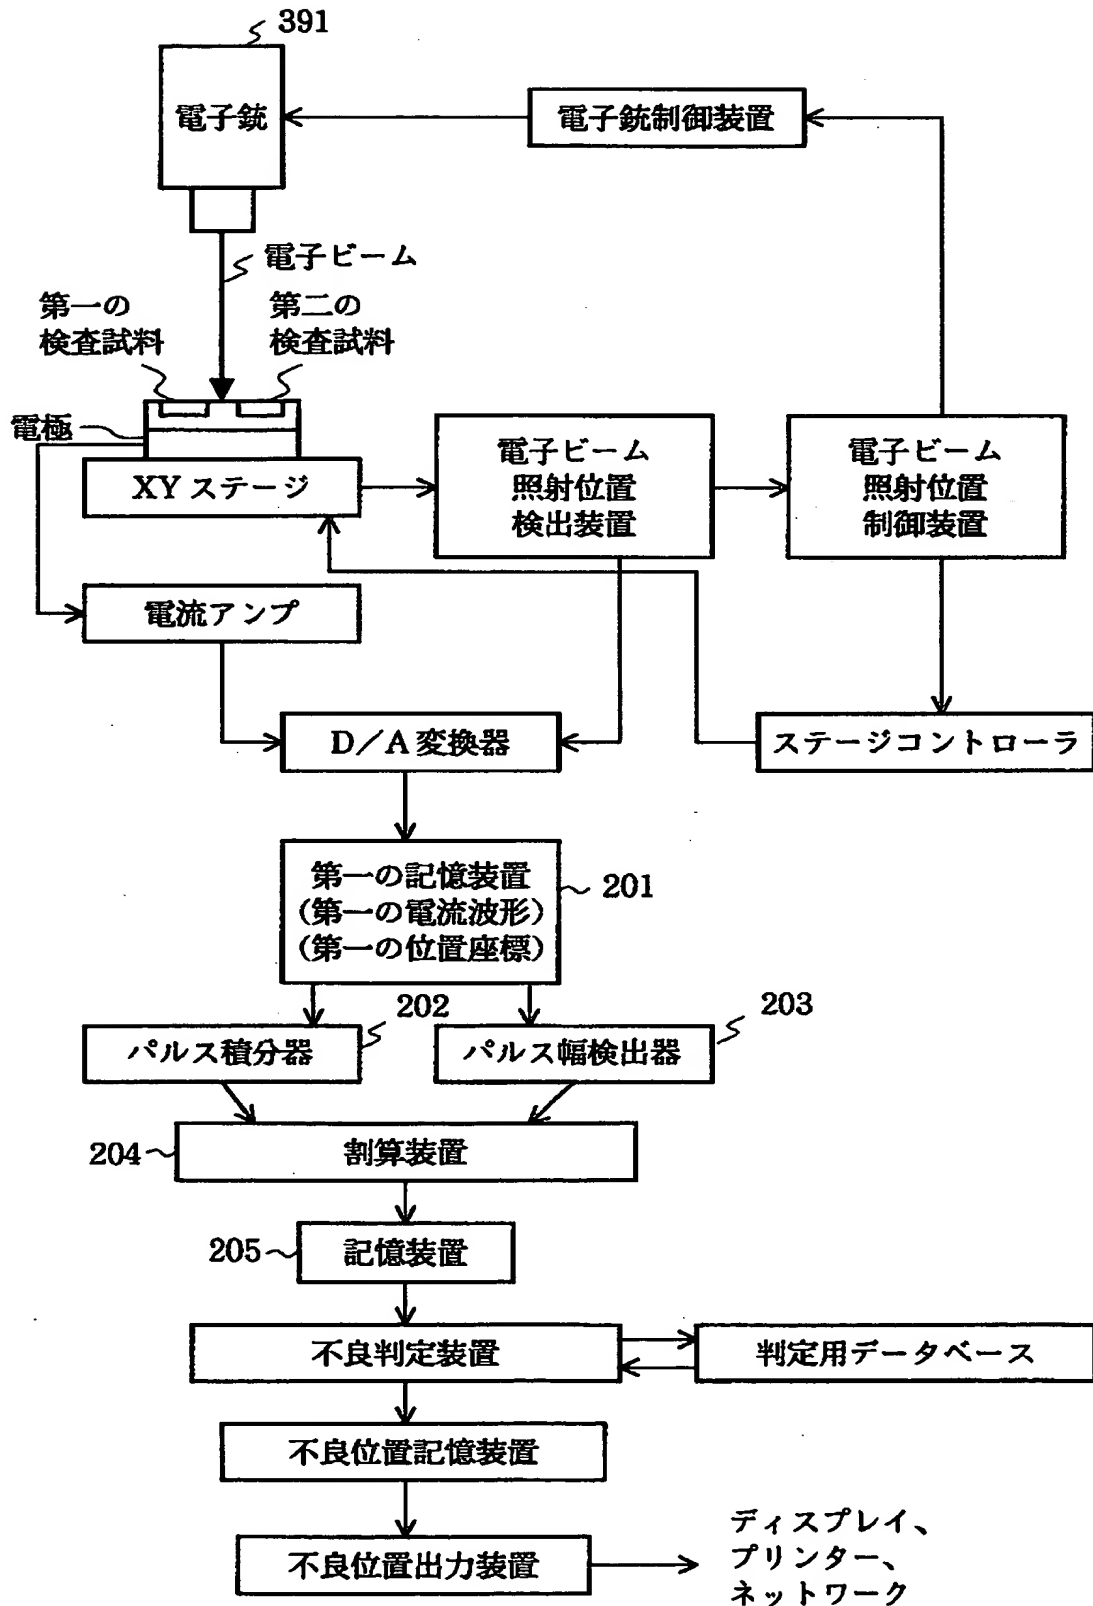 391
電子銃
電子銃制御装置
電子ビーム
第一の
検査試料
第二の
検査試料
電極
XYステージ
電子ビーム
照射位置
検出装置
電子ビーム
照射位置
制御装置
電流アンプ
D/A変換器
ステージコントローラ
第一の記憶装置
(第一の電流波形)
(第一の位置座標)
201
202
パルス積分器
203
パルス幅検出器
204
割算装置
205
記憶装置
不良判定装置
判定用データベース
不良位置記憶装置
不良位置出力装置
ディスプレイ、
プリンター、
ネットワーク